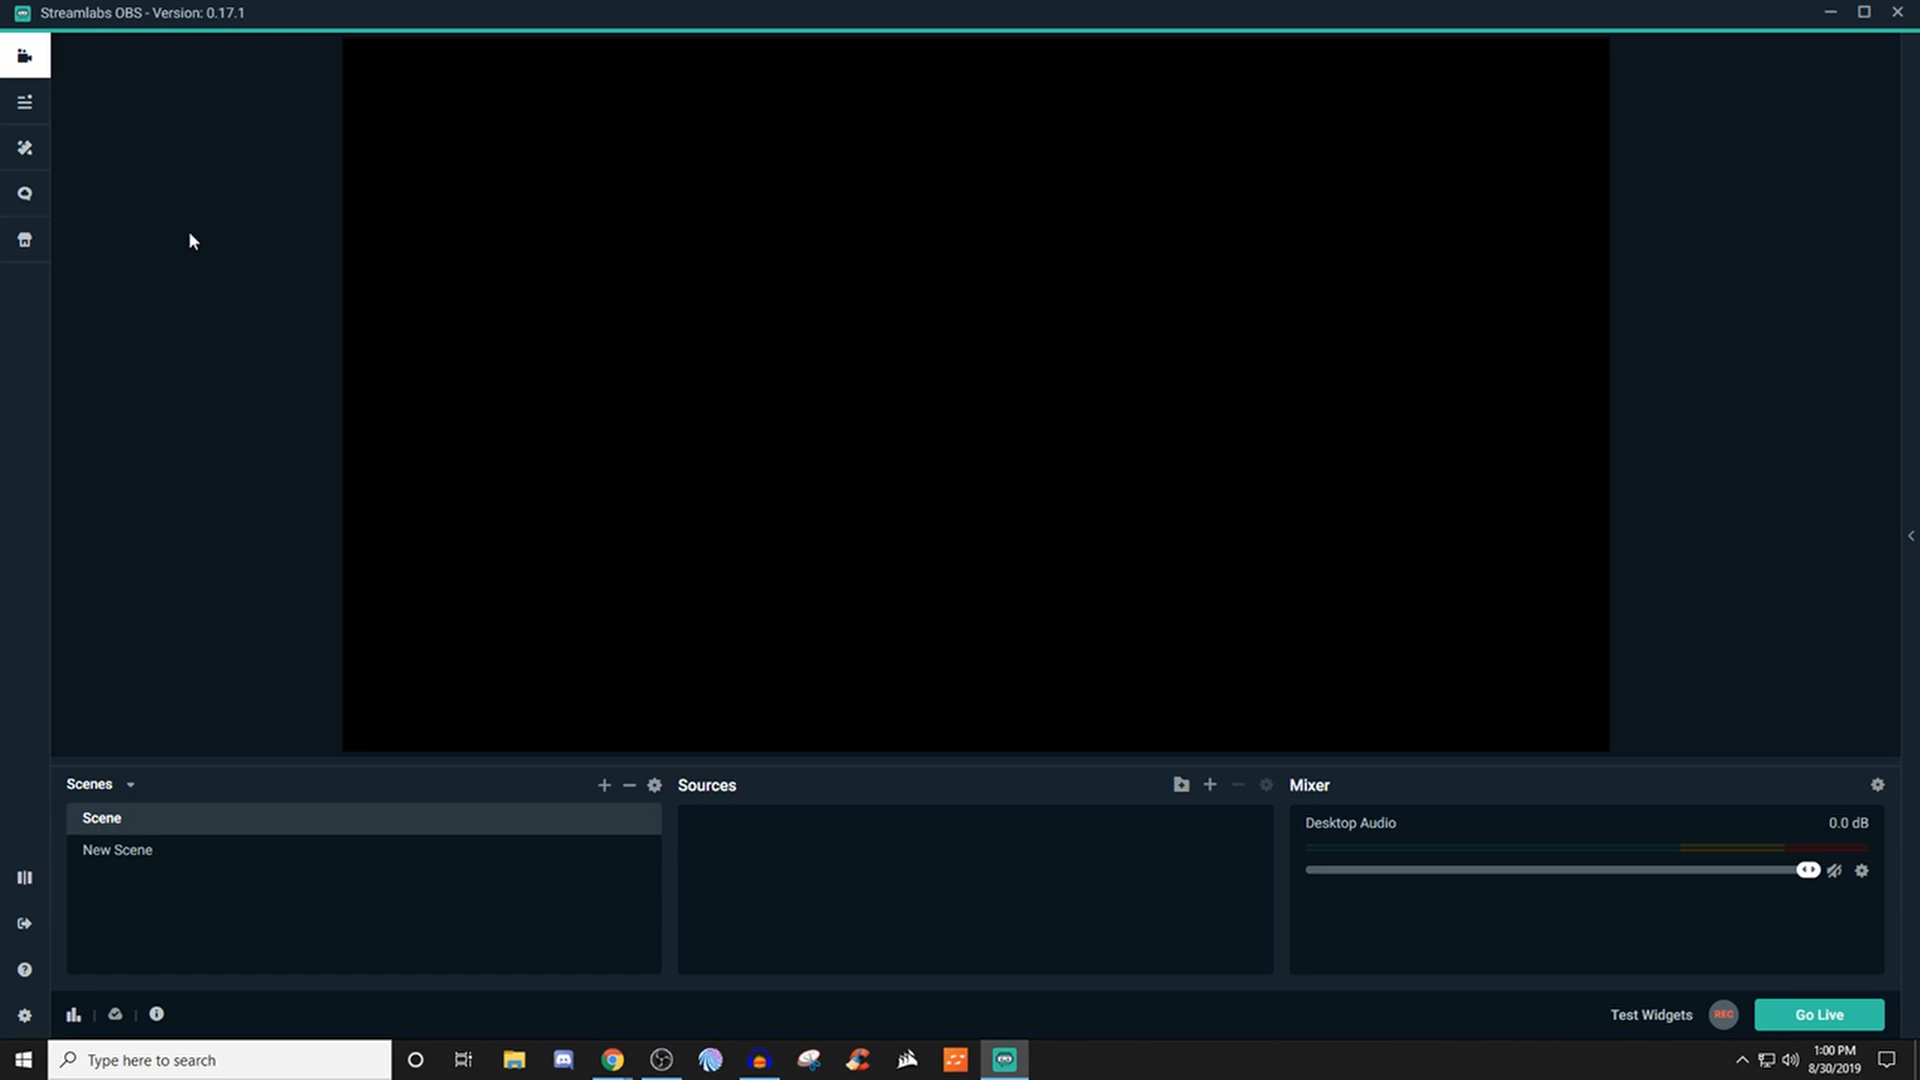 Streamlabs OBS - Version: 0.17.1
Scenes
Sources
Mixer
Scene
New Scene
Desktop Audio
0.0 dB
Test Widgets
REC
Go Live
Type here to search
1:00 PM
8/30/2019